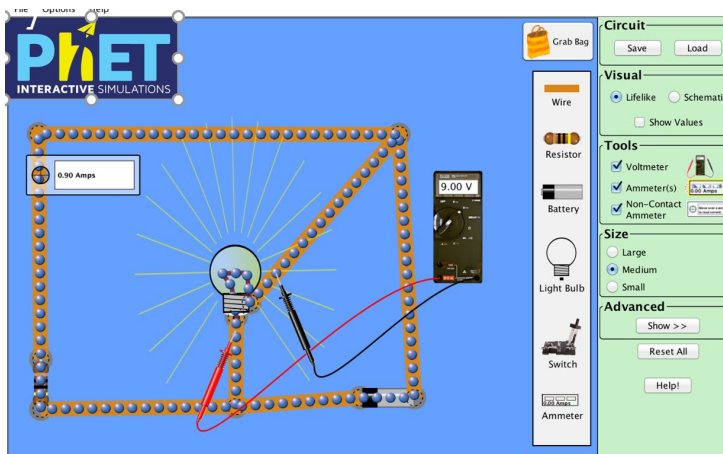 File Options Help
PhET
INTERACTIVE SIMULATIONS
0.90 Amps
9.00 V
Grab Bag
Wire
Resistor
Battery
Light Bulb
Switch
0.00 Amps
Ammeter
Circuit
Save Load
Visual
Lifelike Schemati
Show Values
Tools
Voltmeter
Ammeter(s)
0.00 Amps
Non-Contact
Ammeter
Size
Large
Medium
Small
Advanced
Show >>
Reset All
Help!